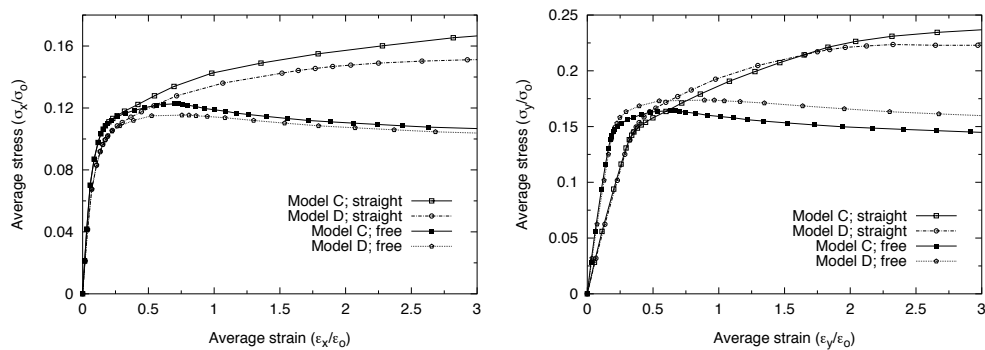 0.16
0.12
0.08
0.04
0
Average stress (σx/σo)
Model C; straight
Model D; straight
Model C; free
Model D; free
0 0.5 1 1.5 2 2.5 3
Average strain (εx/εo)
0.25
0.2
0.15
0.1
0.05
0
Average stress (σy/σo)
Model C; straight
Model D; straight
Model C; free
Model D; free
0 0.5 1 1.5 2 2.5 3
Average strain (εy/εo)